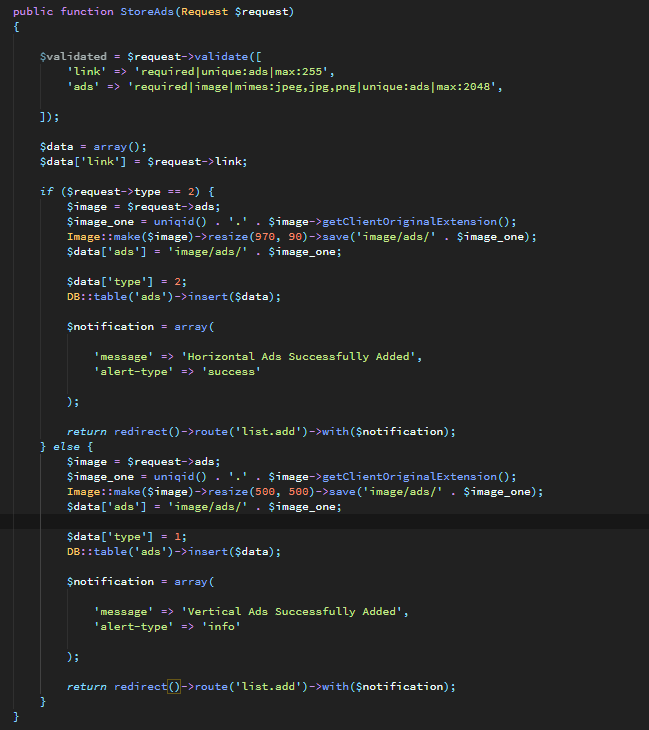 public function StoreAds(Request $request)
{
$validated = $request->validate([
'link' => 'required|unique:ads|max:255',
'ads' => 'required|image|mimes:jpeg,jpg,png|unique:ads|max:2048',
]);
$data = array();
$data['link'] = $request->link;
if ($request->type == 2) {
$image = $request->ads;
$image_one = uniqid() . '.' . $image->getClientOriginalExtension();
Image::make($image)->resize(970, 90)->save('image/ads/' . $image_one);
$data['ads'] = 'image/ads/' . $image_one;
$data['type'] = 2;
DB::table('ads')->insert($data);
$notification = array(
'message' => 'Horizontal Ads Successfully Added',
'alert-type' => 'success'
);
return redirect()->route('list.add')->with($notification);
} else {
$image = $request->ads;
$image_one = uniqid() . '.' . $image->getClientOriginalExtension();
Image::make($image)->resize(500, 500)->save('image/ads/' . $image_one);
$data['ads'] = 'image/ads/' . $image_one;
$data['type'] = 1;
DB::table('ads')->insert($data);
$notification = array(
'message' => 'Vertical Ads Successfully Added',
'alert-type' => 'info'
);
return redirect()->route('list.add')->with($notification);
}
}